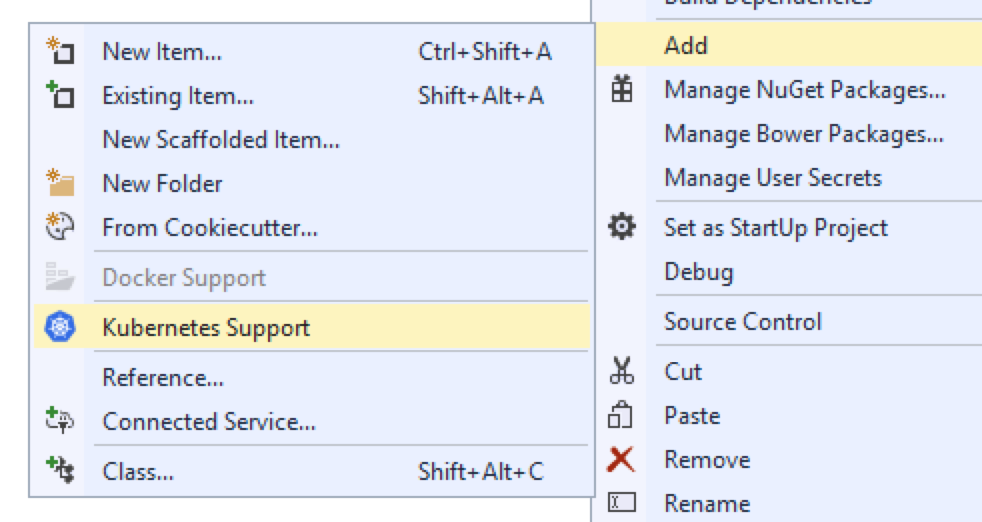 Build Dependencies
New Item... Ctrl+Shift+A
Existing Item... Shift+Alt+A
New Scaffolded Item...
New Folder
From Cookiecutter...
Docker Support
Kubernetes Support
Reference...
Connected Service...
Class... Shift+Alt+C
Add
Manage NuGet Packages...
Manage Bower Packages...
Manage User Secrets
Set as StartUp Project
Debug
Source Control
Cut
Paste
Remove
Rename